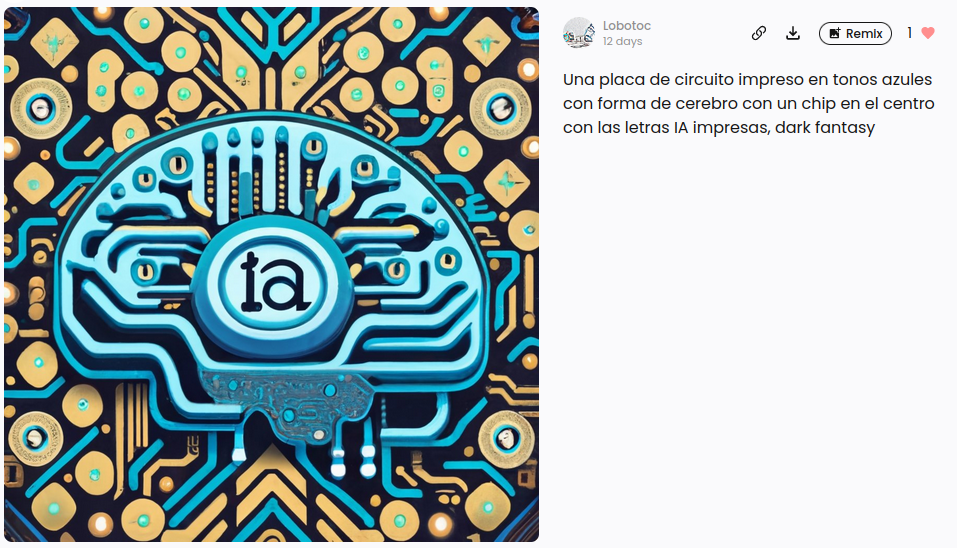 ia
Lobotoc
12 days
Remix
1
Una placa de circuito impreso en tonos azules
con forma de cerebro con un chip en el centro
con las letras IA impresas, dark fantasy